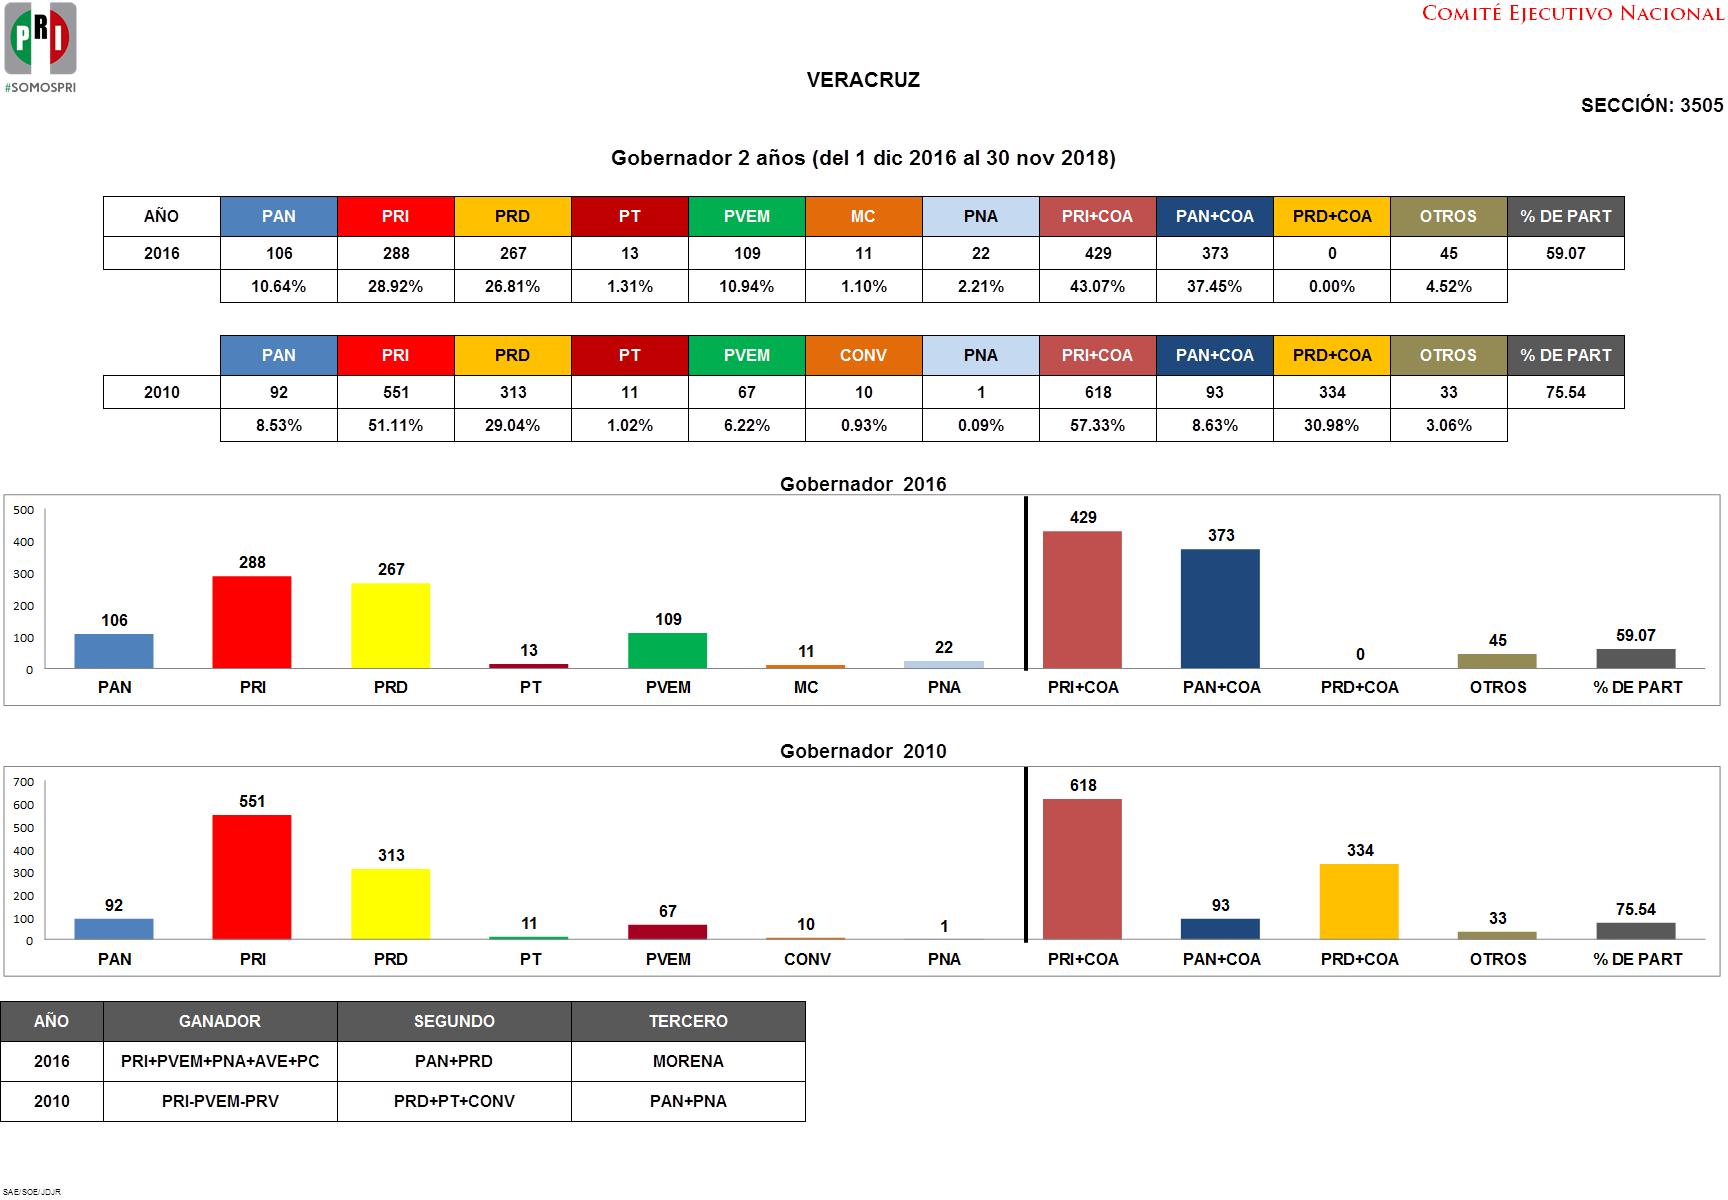 PRI
#SOMOSPRI
COMITÉ EJECUTIVO NACIONAL
VERACRUZ
SECCIÓN: 3505
Gobernador 2 años (del 1 dic 2016 al 30 nov 2018)
AÑO PAN PRI PRD PT PVEM MC PNA PRI+COA PAN+COA PRD+COA OTROS % DE PART
2016 106 288 267 13 109 11 22 429 373 0 45 59.07
10.64% 28.92% 26.81% 1.31% 10.94% 1.10% 2.21% 43.07% 37.45% 0.00% 4.52%
PAN PRI PRD PT PVEM CONV PNA PRI+COA PAN+COA PRD+COA OTROS % DE PART
2010 92 551 313 11 67 10 1 618 93 334 33 75.54
8.53% 51.11% 29.04% 1.02% 6.22% 0.93% 0.09% 57.33% 8.63% 30.98% 3.06%
Gobernador 2016
500
400
300
200
100
0
106 288 267 13 109 11 22 429 373 0 45 59.07
PAN PRI PRD PT PVEM MC PNA PRI+COA PAN+COA PRD+COA OTROS % DE PART
Gobernador 2010
700
600
500
400
300
200
100
0
92 551 313 11 67 10 1 618 93 334 33 75.54
PAN PRI PRD PT PVEM CONV PNA PRI+COA PAN+COA PRD+COA OTROS % DE PART
AÑO GANADOR SEGUNDO TERCERO
2016 PRI+PVEM+PNA+AVE+PC PAN+PRD MORENA
2010 PRI-PVEM-PRV PRD+PT+CONV PAN+PNA
SAE/SOE/JDJR